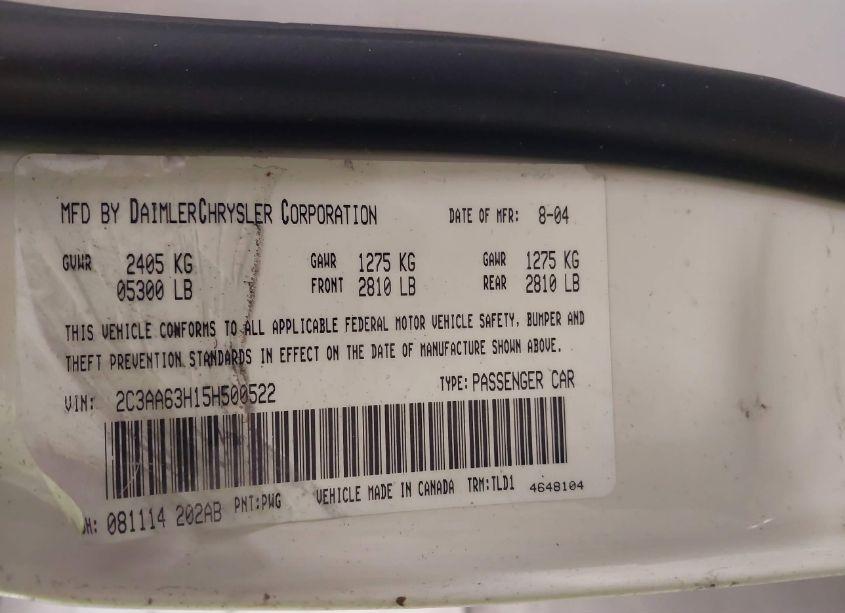 MFD BY DAIMLERCHRYSLER CORPORATION DATE OF MFR: 8-04
GVWR 2405 KG GAWR 1275 KG GAWR 1275 KG
05300 LB FRONT 2810 LB REAR 2810 LB
THIS VEHICLE CONFORMS TO ALL APPLICABLE FEDERAL MOTOR VEHICLE SAFETY, BUMPER AND
THEFT PREVENTION STANDARDS IN EFFECT ON THE DATE OF MANUFACTURE SHOWN ABOVE.
VIN: 2C3AA63H15H500522 TYPE: PASSENGER CAR
081114 202AB PNT:PWG VEHICLE MADE IN CANADA TRM:TLD1 4648104